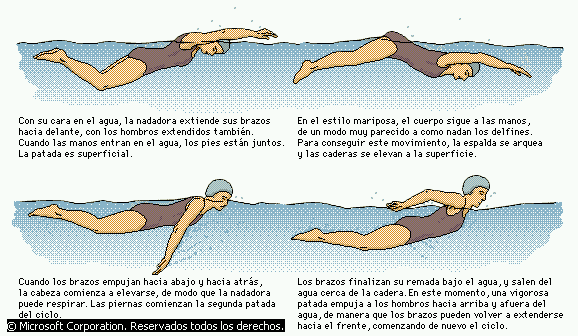 Con su cara en el agua, la nadadora extiende sus brazos
hacia delante, con los hombros extendidos también.
Cuando las manos entran en el agua, los pies están juntos.
La patada es superficial.
En el estilo mariposa, el cuerpo sigue a las manos,
de un modo muy parecido a como nadan los delfines.
Para conseguir este movimiento, la espalda se arquea
y las caderas se elevan a la superficie.
Cuando los brazos empujan hacia abajo y hacia atrás,
la cabeza comienza a elevarse, de modo que la nadadora
puede respirar. Las piernas comienzan la segunda patada
del ciclo.
Los brazos finalizan su remada bajo el agua, y salen del
agua cerca de la cadera. En este momento, una vigorosa
patada empuja a los hombros hacia arriba y afuera del
agua, de manera que los brazos pueden volver a extenderse
hacia el frente, comenzando de nuevo el ciclo.
© Microsoft Corporation. Reservados todos los derechos.